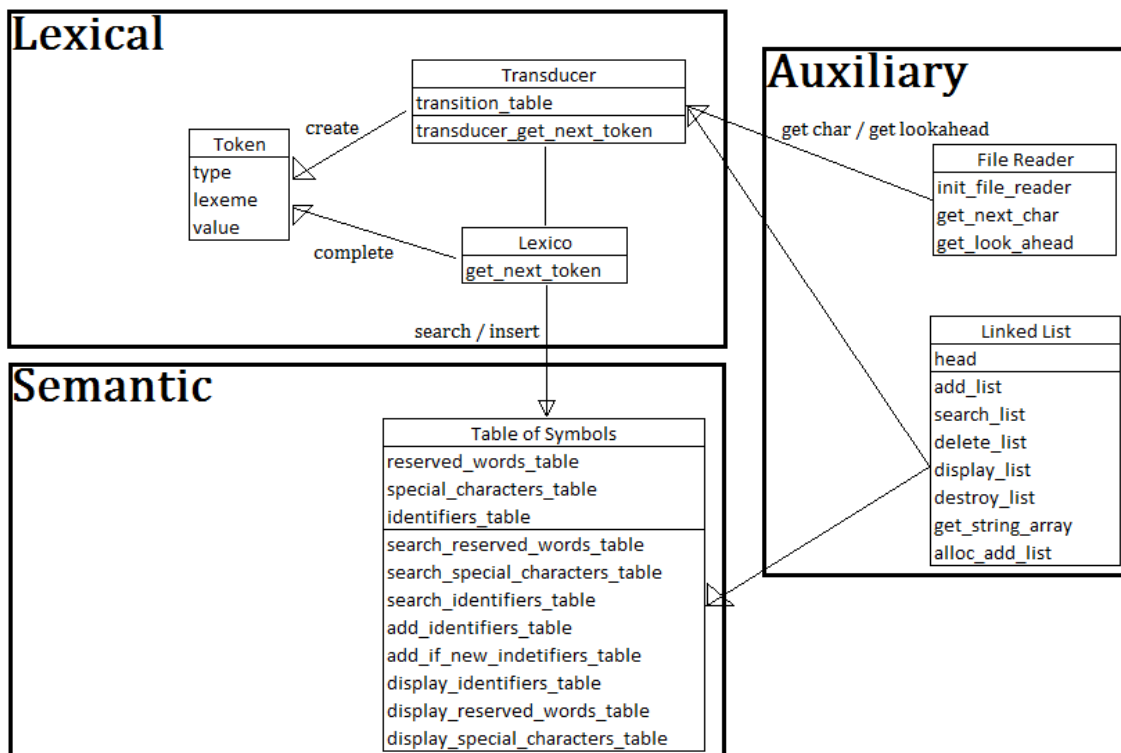 Lexical
Transducer
transition_table
transducer_get_next_token
create
Token
type
lexeme
value
complete
Lexico
get_next_token
search / insert
Auxiliary
get char / get lookahead
File Reader
init_file_reader
get_next_char
get_look_ahead
Linked List
head
add_list
search_list
delete_list
display_list
destroy_list
get_string_array
alloc_add_list
Semantic
Table of Symbols
reserved_words_table
special_characters_table
identifiers_table
search_reserved_words_table
search_special_characters_table
search_identifiers_table
add_identifiers_table
add_if_new_indetifiers_table
display_identifiers_table
display_reserved_words_table
display_special_characters_table